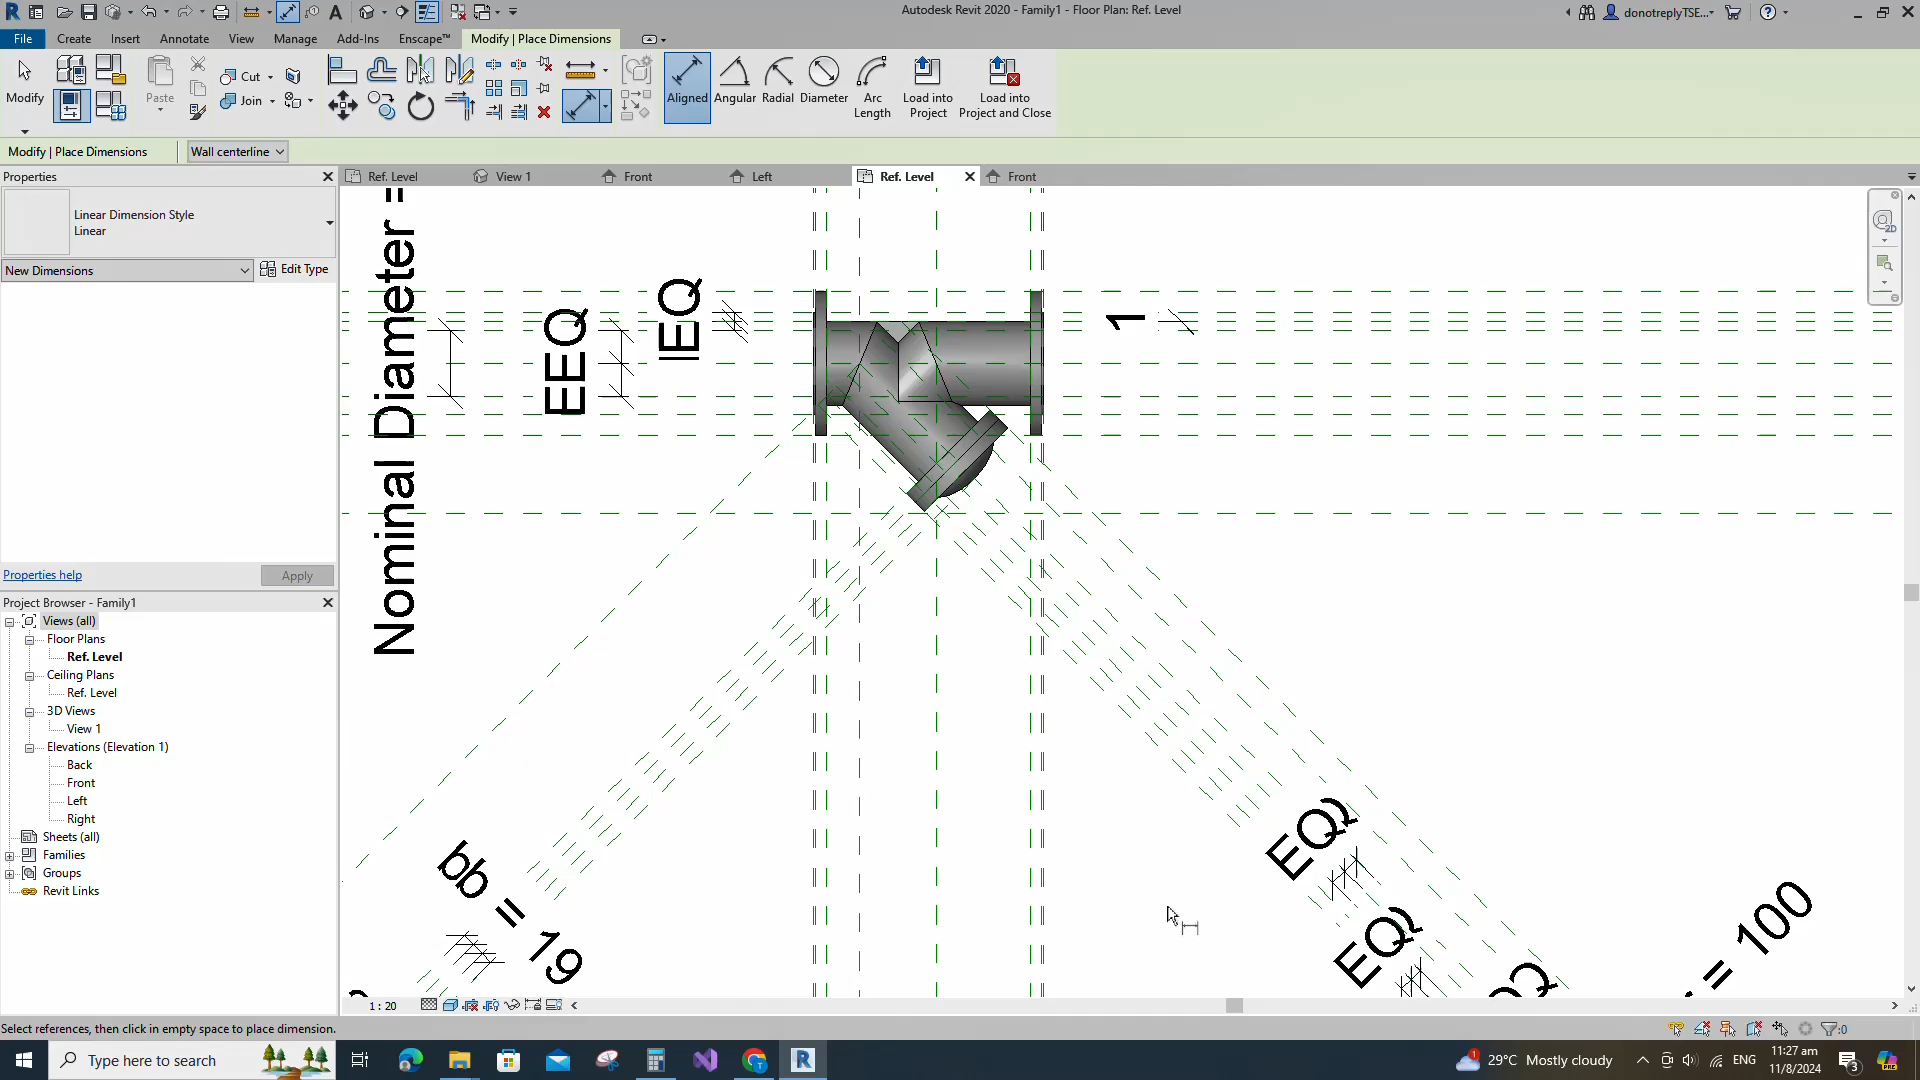 Autodesk Revit 2020 - Family1 - Floor Plan: Ref. Level
donotreplyTSE...
File
Create
Insert
Annotate
View
Manage
Add-Ins
Enscape™
Modify | Place Dimensions
Modify
Paste
Cut
Join
Aligned
Angular
Radial
Diameter
Arc
Length
Load into
Project
Load into
Project and Close
Modify | Place Dimensions
Wall centerline
Properties
Ref. Level
View 1
Front
Left
Ref. Level
Front
Linear Dimension Style
Linear
New Dimensions
Edit Type
Properties help
Apply
Project Browser - Family1
Views (all)
Floor Plans
Ref. Level
Ceiling Plans
Ref. Level
3D Views
View 1
Elevations (Elevation 1)
Back
Front
Left
Right
Sheets (all)
Families
Groups
Revit Links
Nominal Diameter =
1
bb = 19
= 100
2D
1 : 20
Select references, then click in empty space to place dimension.
:0
Type here to search
29°C Mostly cloudy
ENG
11:27 am
11/8/2024
3